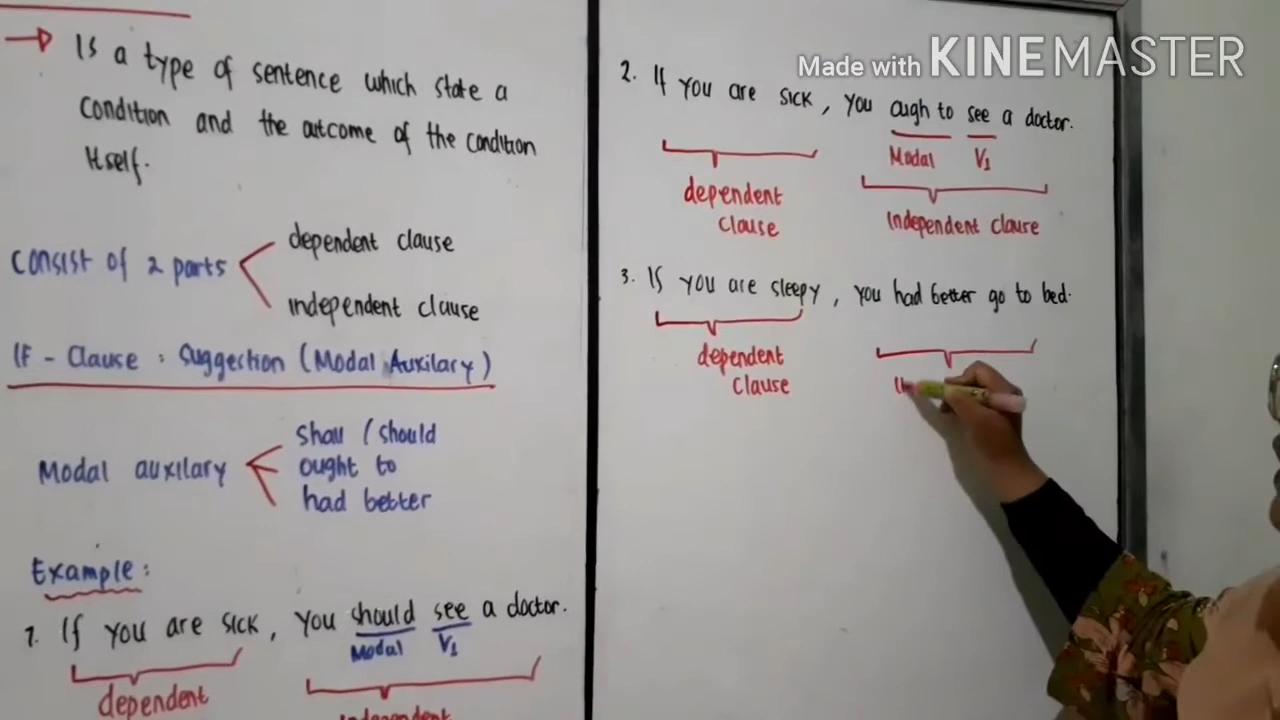 Is a type of sentence which state a
condition and the outcome of the condition
itself.
consist of 2 parts
dependent clause
independent clause
IF - Clause : Suggestion (Modal Auxilary)
Modal auxilary
Shall (should
ought to
had better
Example:
1. If you are sick, you should see a doctor.
Modal V1
dependent
Independent
Made with KINEMASTER
2. If you are sick, you ough to see a doctor.
Modal V1
dependent
clause
Independent clause
3. If you are sleepy, you had better go to bed.
dependent
clause